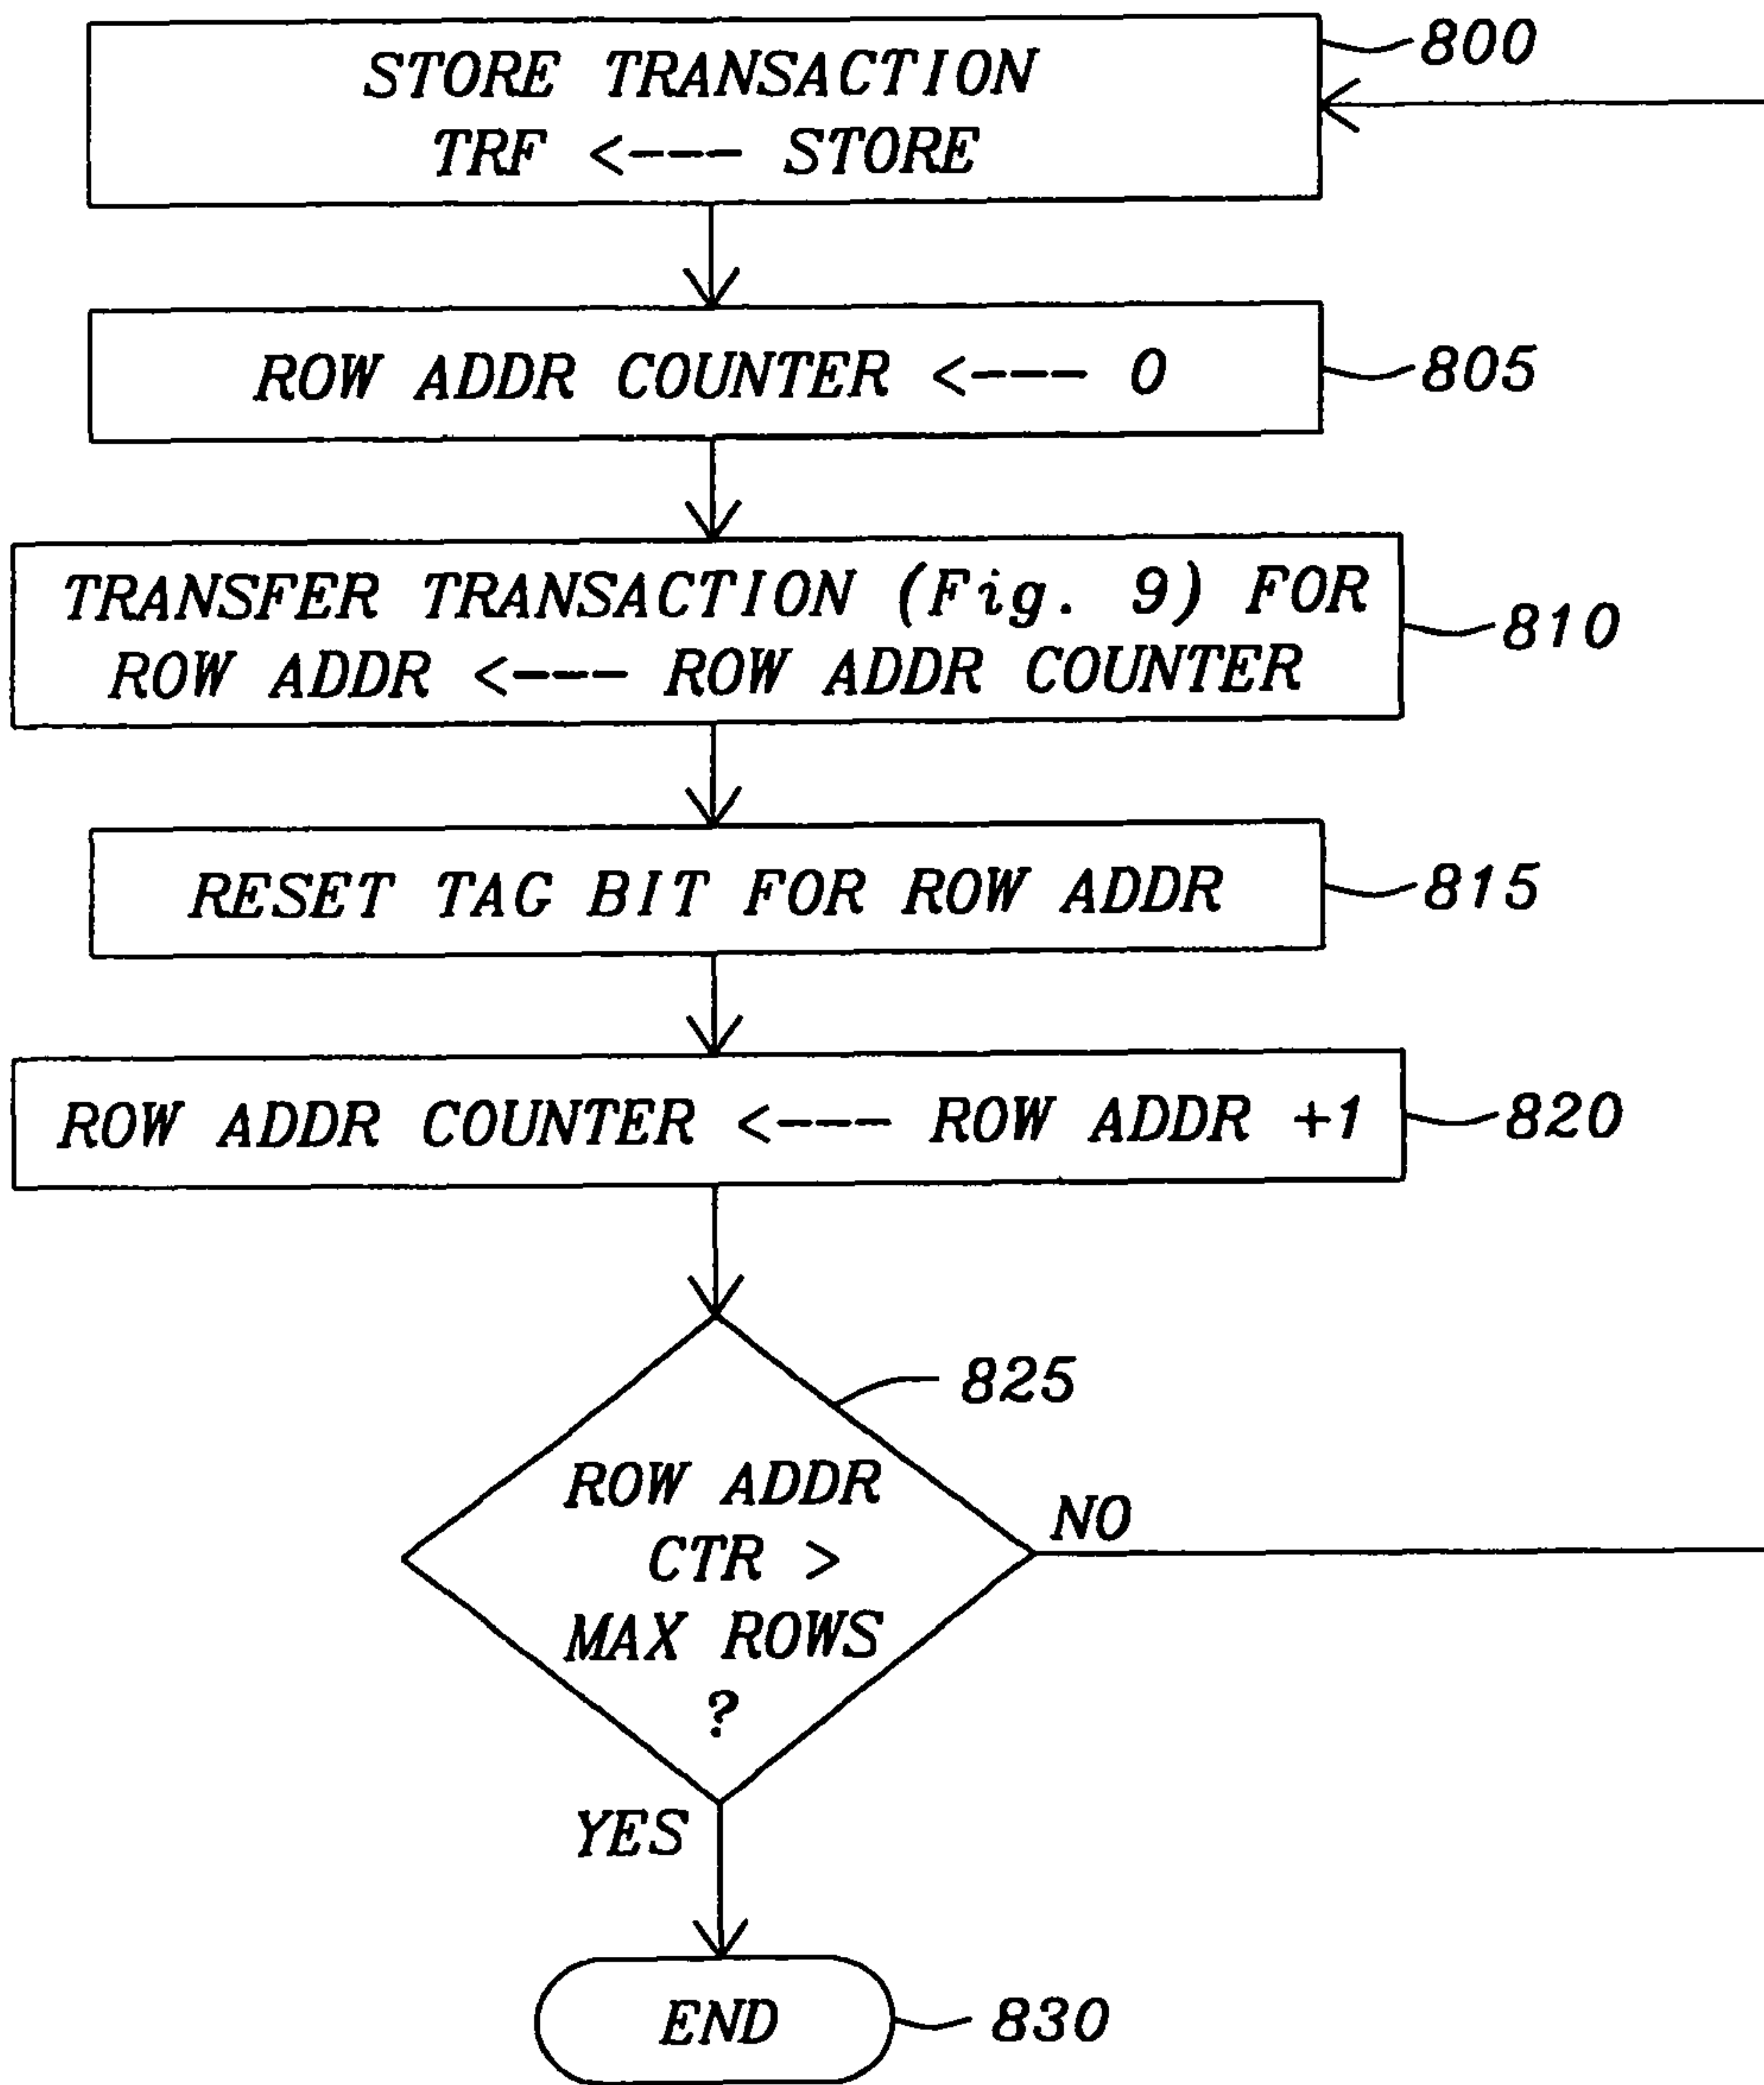 STORE TRANSACTION
TRF <--- STORE
800
ROW ADDR COUNTER <--- 0
805
TRANSFER TRANSACTION (Fig. 9) FOR
ROW ADDR <--- ROW ADDR COUNTER
810
RESET TAG BIT FOR ROW ADDR
815
ROW ADDR COUNTER <--- ROW ADDR +1
820
825
ROW ADDR
CTR >
MAX ROWS
?
NO
YES
END
830